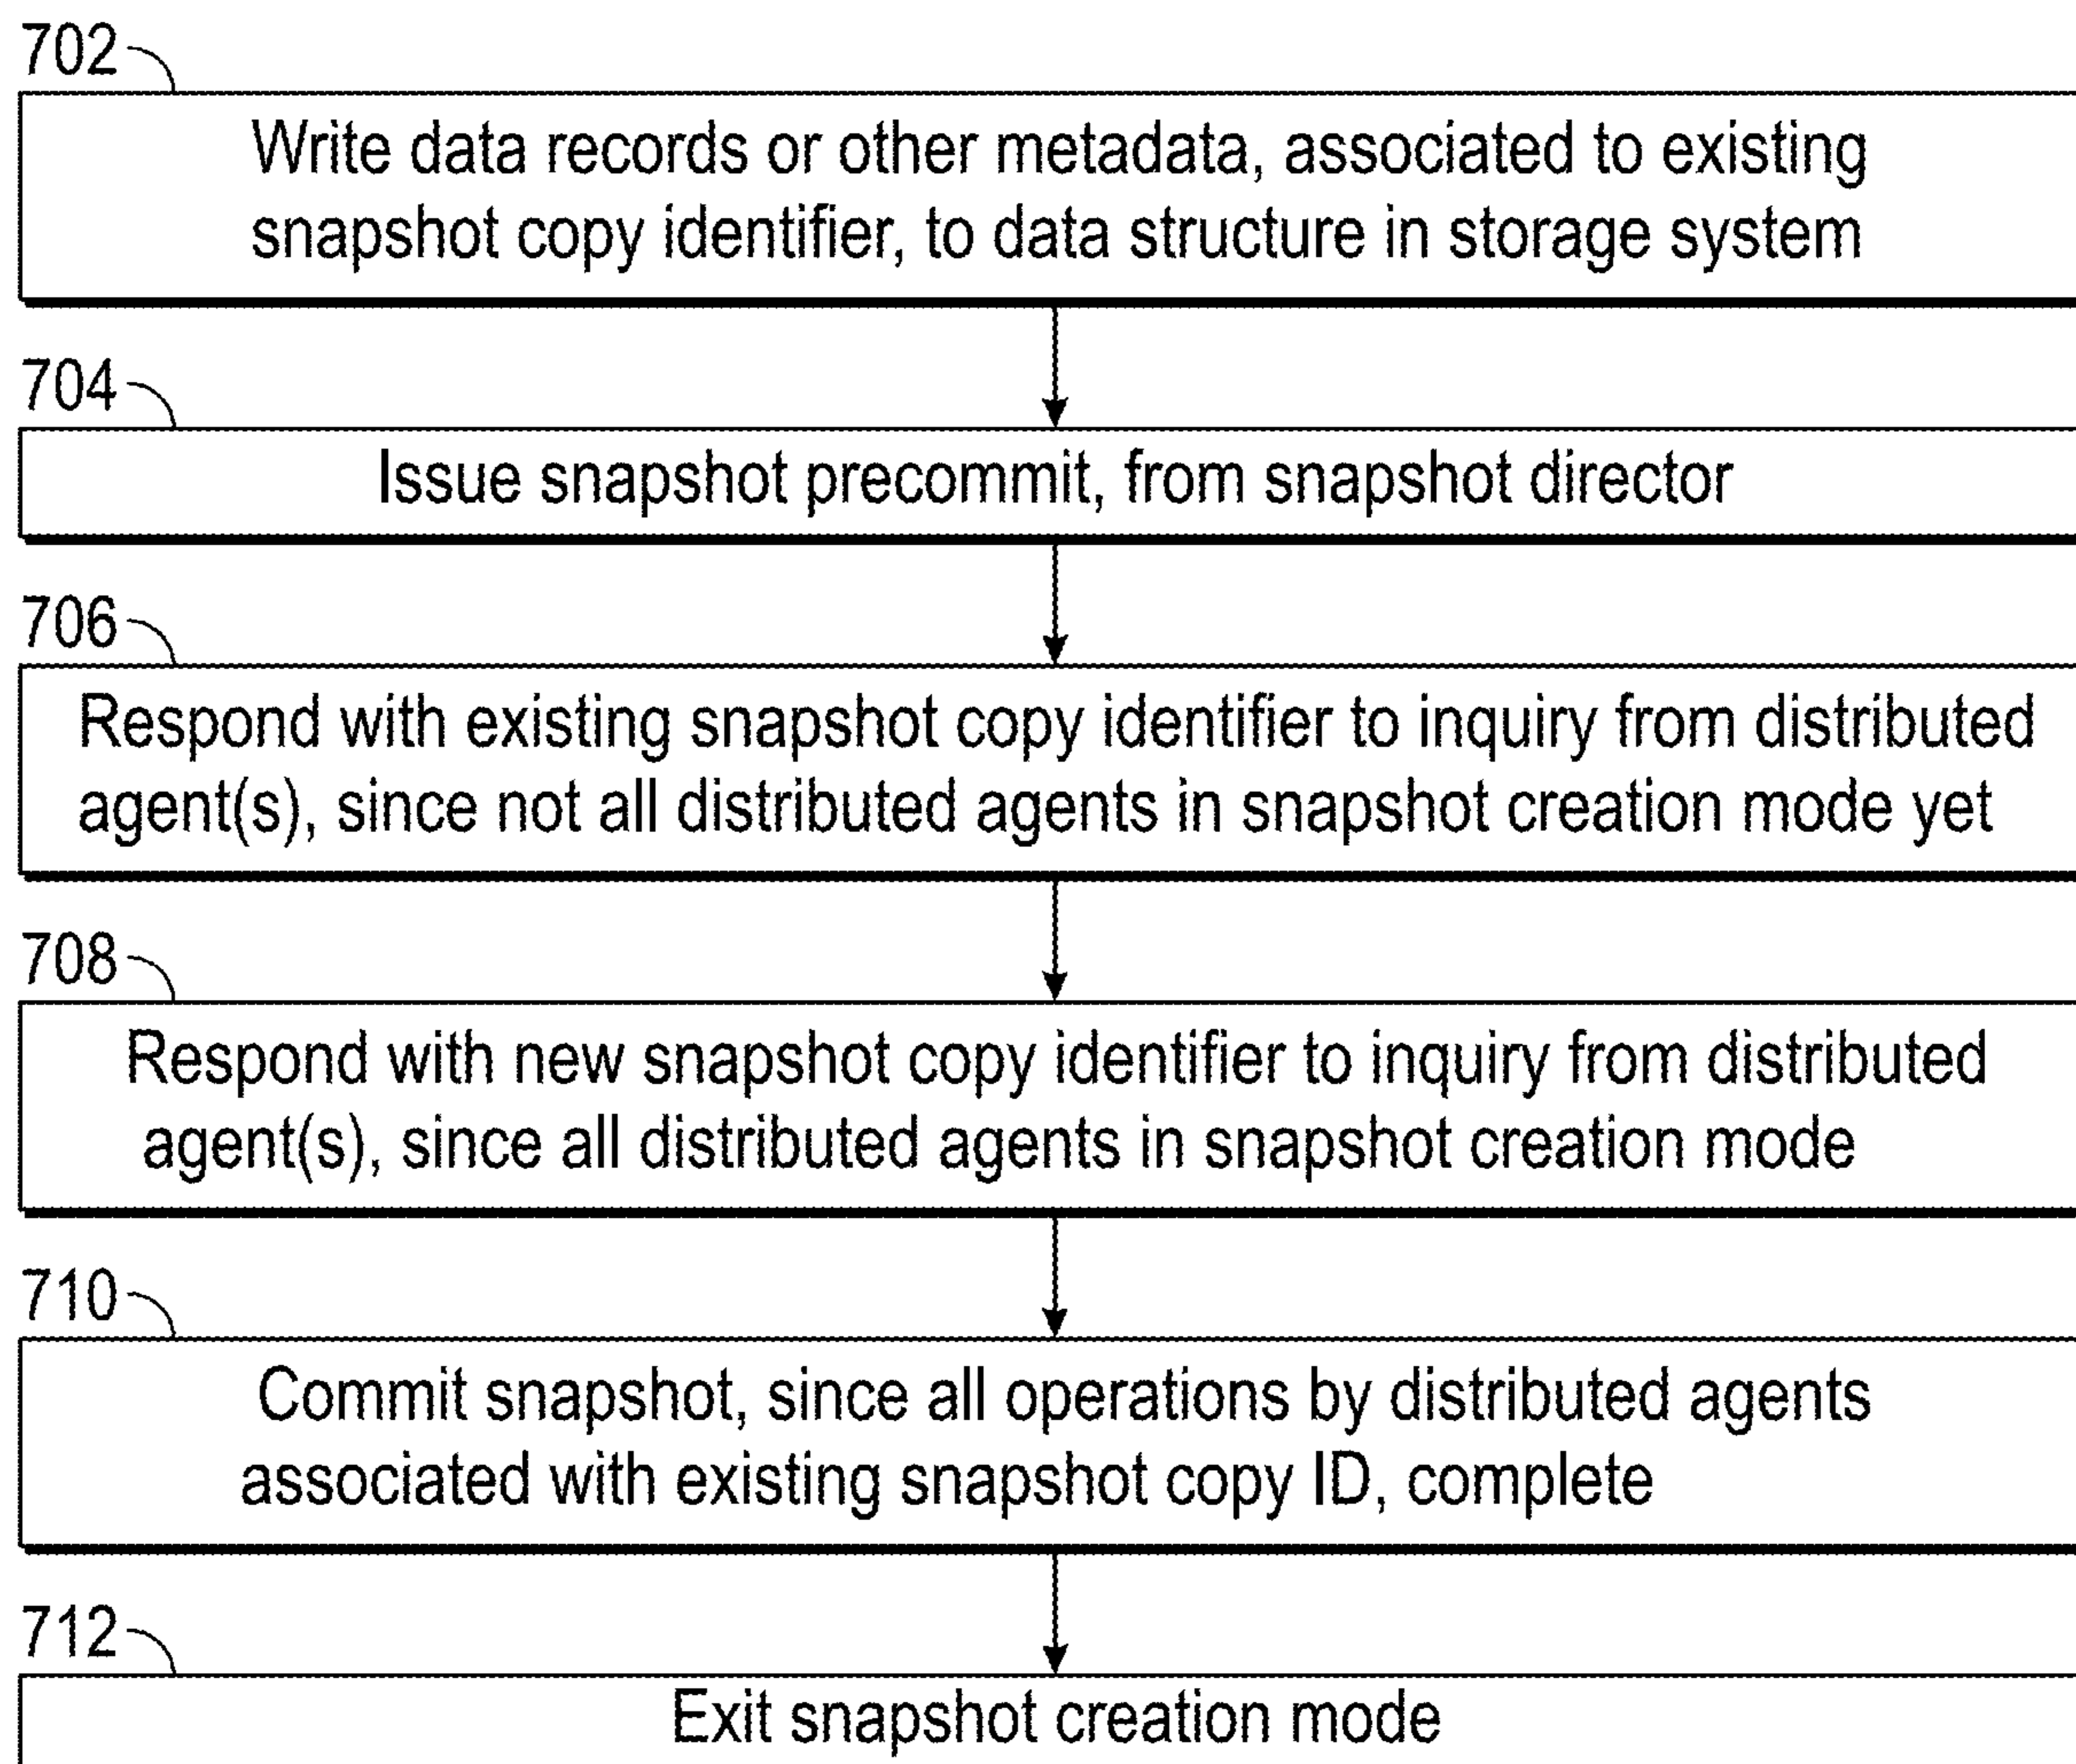 702
Write data records or other metadata, associated to existing
snapshot copy identifier, to data structure in storage system
704
Issue snapshot precommit, from snapshot director
706
Respond with existing snapshot copy identifier to inquiry from distributed
agent(s), since not all distributed agents in snapshot creation mode yet
708
Respond with new snapshot copy identifier to inquiry from distributed
agent(s), since all distributed agents in snapshot creation mode
710
Commit snapshot, since all operations by distributed agents
associated with existing snapshot copy ID, complete
712
Exit snapshot creation mode